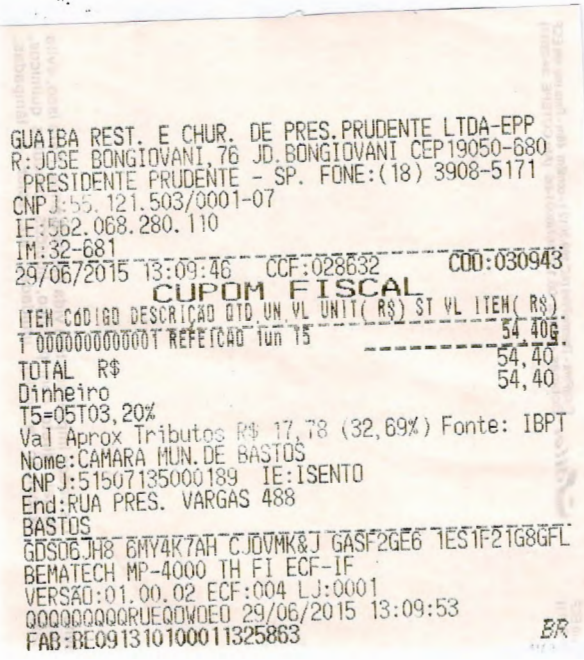 GUAIBA REST. E CHUR. DE PRES.PRUDENTE LTDA-EPP
R:JOSE BONGIOVANI,76 JD.BONGIOVANI CEP19050-680
PRESIDENTE PRUDENTE - SP. FONE:(18) 3908-5171
CNPJ:55.121.503/0001-07
IE:562.068.280.110
IM:32-681
29/06/2015 13:09:46 CCF:028632 COO:030943
CUPOM FISCAL
ITEM CÓDIGO DESCRIÇÃO QTD UN VL UNIT( R$) ST VL ITEM( R$)
1 0000000000001 REFEICAO 1un T5 54,40G
TOTAL R$ 54,40
Dinheiro 54,40
T5=05T03,20%
Val Aprox Tributos R$ 17,78 (32,69%) Fonte: IBPT
Nome:CAMARA MUN.DE BASTOS
CNPJ:51507135000189 IE:ISENTO
End:RUA PRES. VARGAS 488
BASTOS
GDS06JH8 6MY4K7AH CJOVMK&J GASF2GE6 1ES1F21G8GFL
BEMATECH MP-4000 TH FI ECF-IF
VERSÃO:01.00.02 ECF:004 LJ:0001
QQQQQQQQQRUEQOWOEO 29/06/2015 13:09:53
FAB:BE091310100011325863 BR